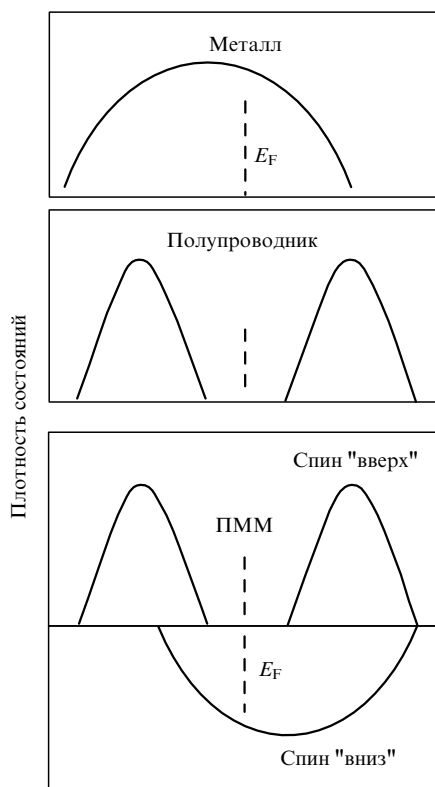 Металл
E_F
Полупроводник
Плотность состояний
Спин "вверх"
ПММ
E_F
Спин "вниз"